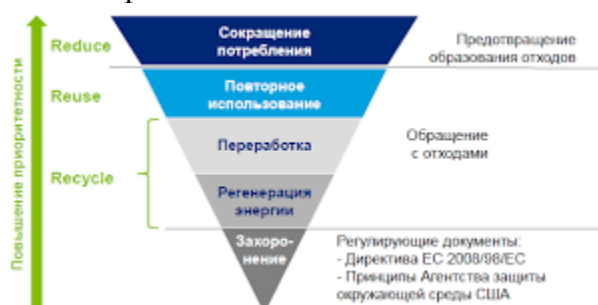 Повышение приоритетности
Reduce
Сокращение
потребления
Предотвращение
образования отходов
Reuse
Повторное
использование
Переработка
Обращение
с отходами
Recycle
Регенерация
энергии
Захоро-
нение
Регулирующие документы:
- Директива ЕС 2008/98/ЕС
- Принципы Агентства защиты
окружающей среды США